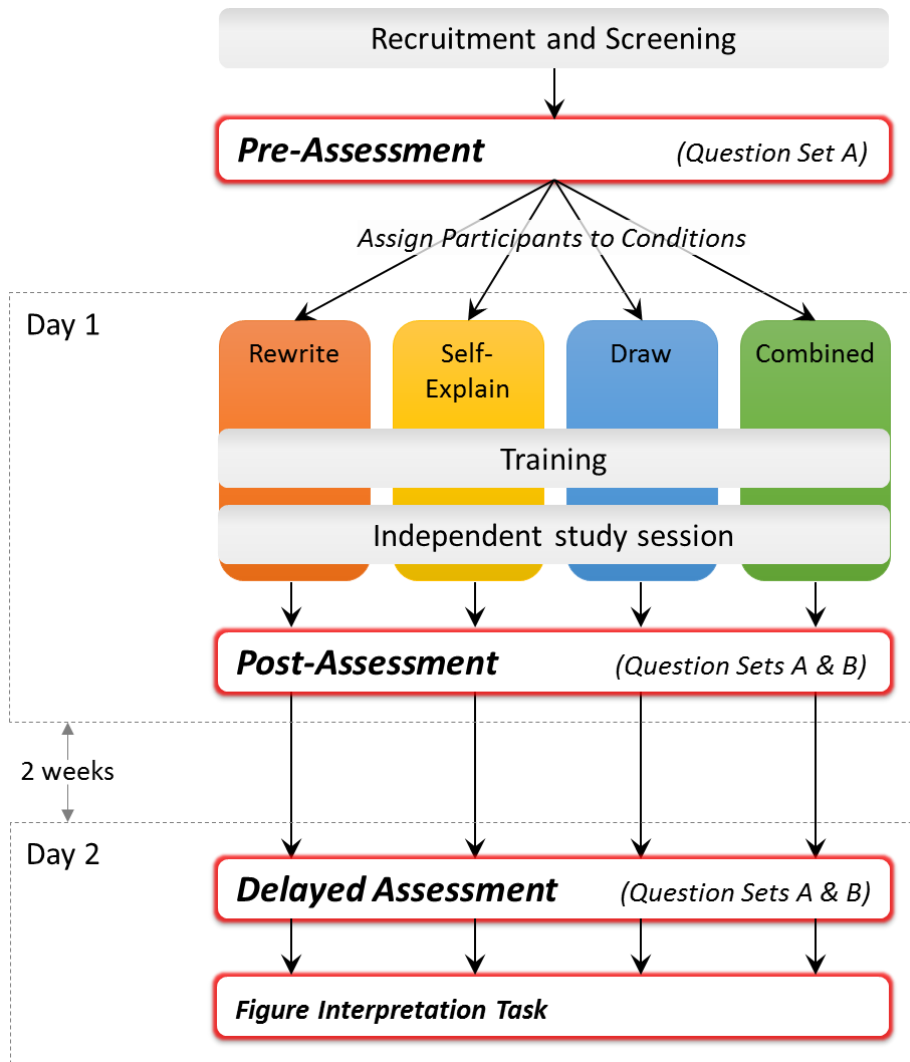 Recruitment and Screening
Pre-Assessment (Question Set A)
Assign Participants to Conditions
Day 1
Rewrite
Self-
Explain
Draw
Combined
Training
Independent study session
Post-Assessment (Question Sets A & B)
2 weeks
Day 2
Delayed Assessment (Question Sets A & B)
Figure Interpretation Task